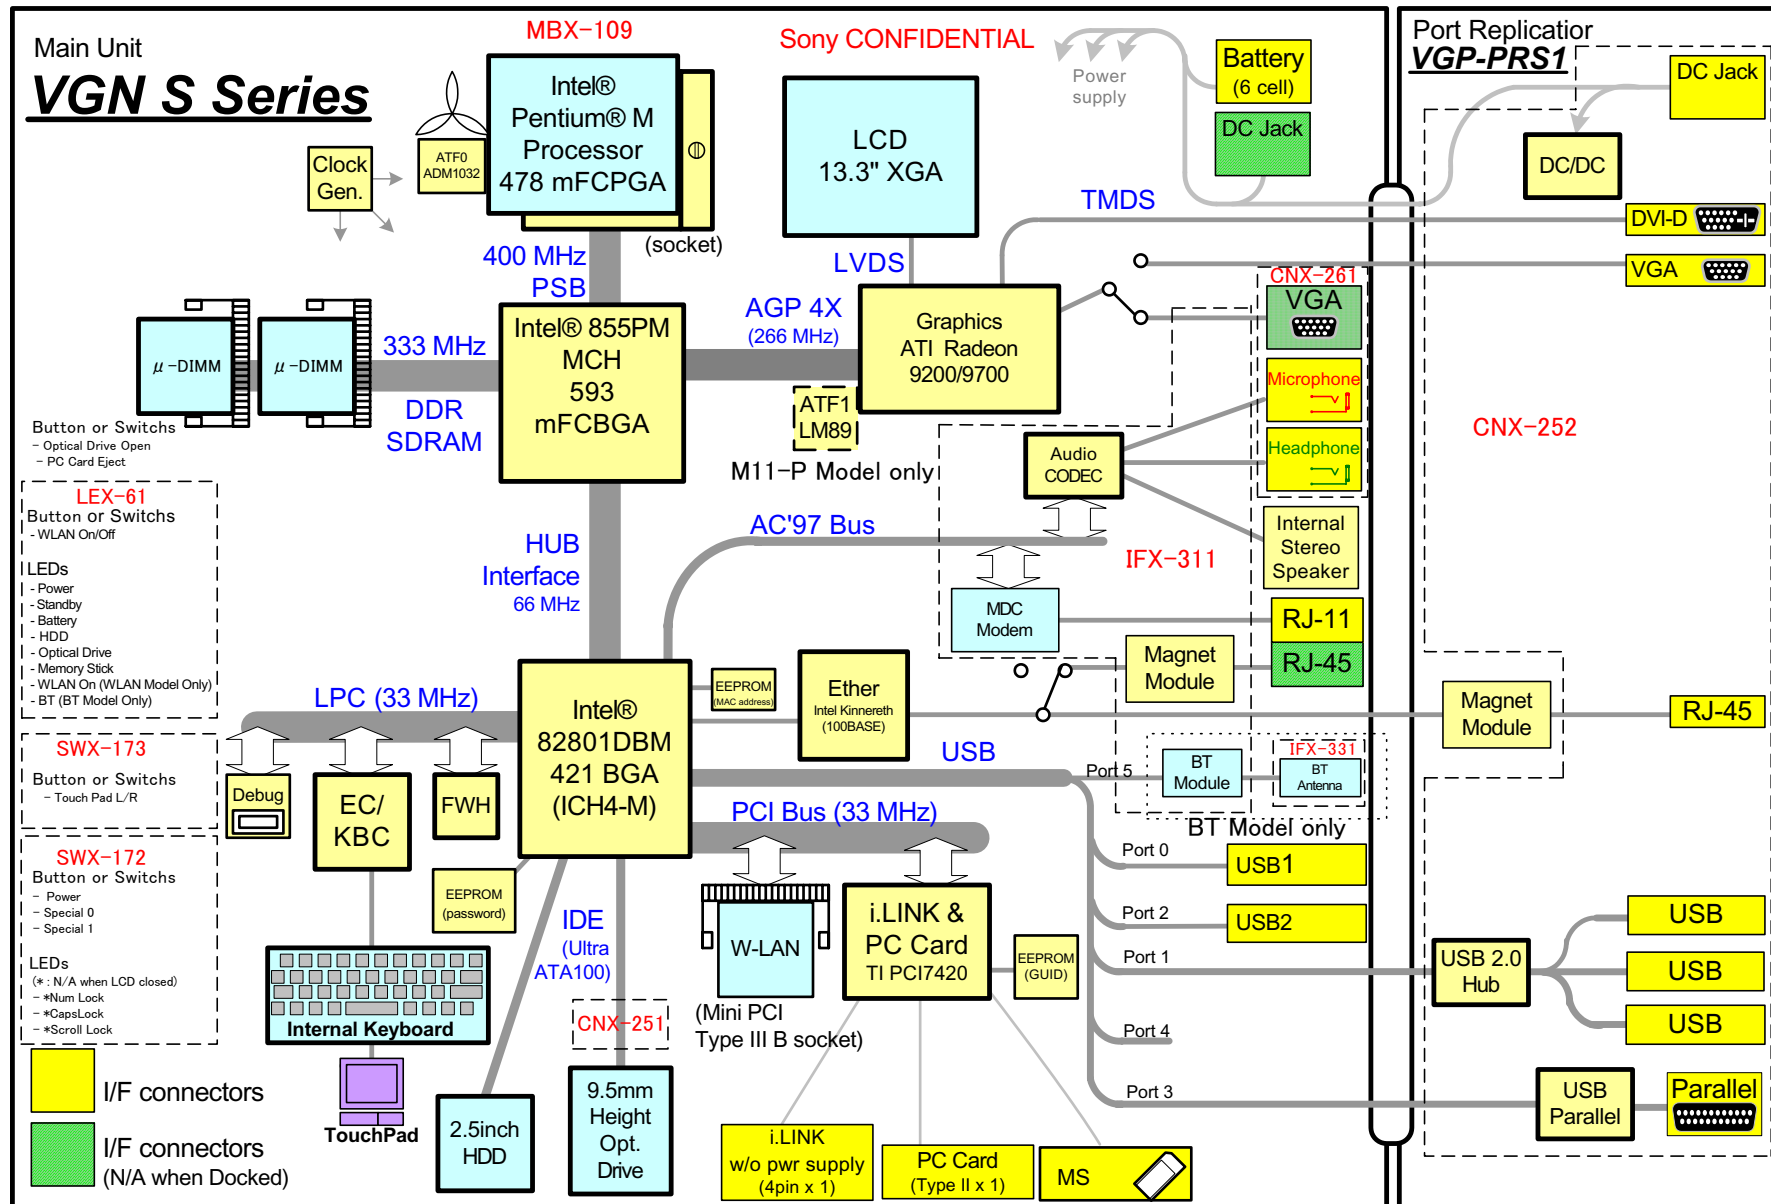 Main Unit
VGN S Series
MBX-109
Sony CONFIDENTIAL
Port Replicatior
VGP-PRS1
Intel®
Pentium® M
Processor
478 mFCPGA
(socket)
ATF0
ADM1032
Clock
Gen.
LCD
13.3" XGA
Power
supply
Battery
(6 cell)
DC Jack
DC Jack
DC/DC
TMDS
DVI-D
VGA
400 MHz
PSB
LVDS
CNX-261
VGA
AGP 4X
(266 MHz)
Graphics
ATI Radeon
9200/9700
Intel® 855PM
MCH
593
mFCBGA
μ-DIMM
μ-DIMM
333 MHz
DDR
SDRAM
ATF1
LM89
M11-P Model only
Microphone
Headphone
Audio
CODEC
CNX-252
Button or Switchs
- Optical Drive Open
- PC Card Eject
LEX-61
Button or Switchs
- WLAN On/Off
LEDs
- Power
- Standby
- Battery
- HDD
- Optical Drive
- Memory Stick
- WLAN On (WLAN Model Only)
- BT (BT Model Only)
HUB
Interface
66 MHz
AC'97 Bus
IFX-311
Internal
Stereo
Speaker
MDC
Modem
RJ-11
RJ-45
Magnet
Module
Magnet
Module
RJ-45
LPC (33 MHz)
Intel®
82801DBM
421 BGA
(ICH4-M)
EEPROM
(MAC address)
Ether
Intel Kinnereth
(100BASE)
USB
Port 5
BT
Module
IFX-331
BT
Antenna
BT Model only
SWX-173
Button or Switchs
- Touch Pad L/R
Debug
EC/
KBC
FWH
PCI Bus (33 MHz)
SWX-172
Button or Switchs
- Power
- Special 0
- Special 1
LEDs
(* : N/A when LCD closed)
- *Num Lock
- *CapsLock
- *Scroll Lock
EEPROM
(password)
IDE
(Ultra
ATA100)
W-LAN
(Mini PCI
Type III B socket)
i.LINK &
PC Card
TI PCI7420
EEPROM
(GUID)
Port 0
USB1
Port 2
USB2
Port 1
USB 2.0
Hub
USB
USB
USB
Port 4
Port 3
USB
Parallel
Parallel
Internal Keyboard
TouchPad
CNX-251
2.5inch
HDD
9.5mm
Height
Opt.
Drive
i.LINK
w/o pwr supply
(4pin x 1)
PC Card
(Type II x 1)
MS
I/F connectors
I/F connectors
(N/A when Docked)